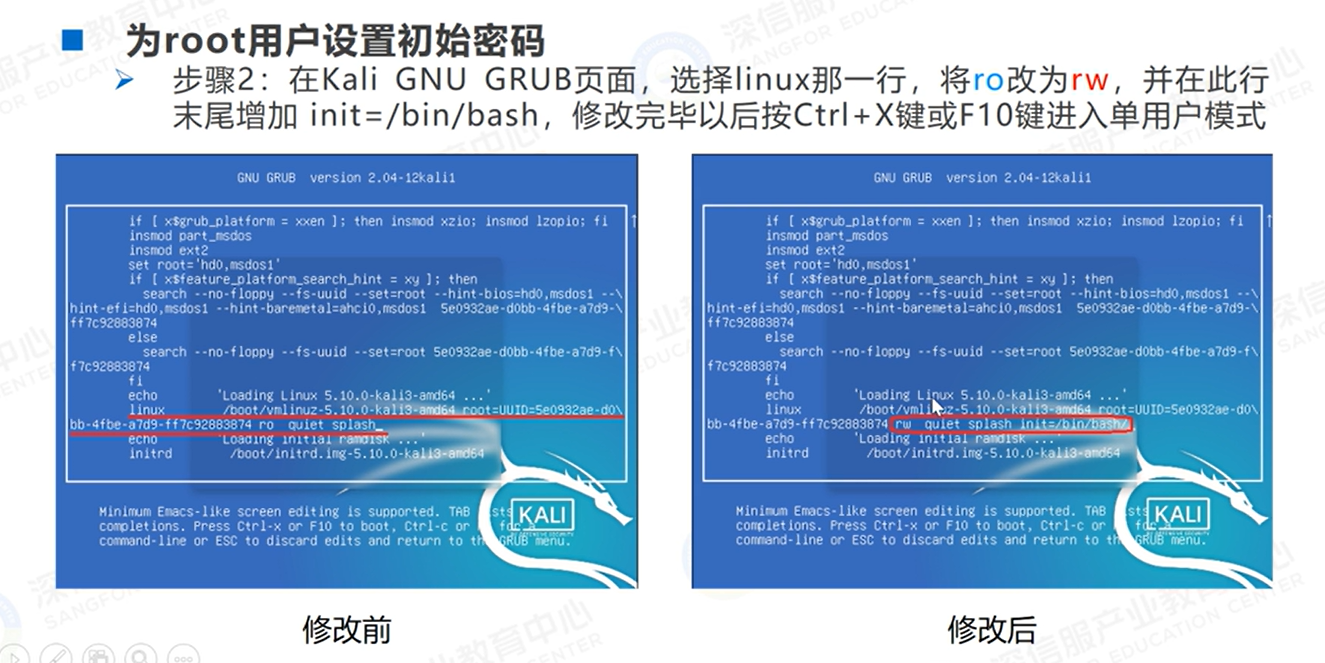 为root用户设置初始密码
步骤2：在Kali GNU GRUB页面，选择linux那一行，将ro改为rw，并在此行
末尾增加 init=/bin/bash，修改完毕以后按Ctrl+X键或F10键进入单用户模式
GNU GRUB version 2.04-12kali1
if [ x$grub_platform = xxen ]; then insmod xzio; insmod lzopio; fi
insmod part_msdos
insmod ext2
set root='hd0,msdos1'
if [ x$feature_platform_search_hint = xy ]; then
search --no-floppy --fs-uuid --set=root --hint-bios=hd0,msdos1 --\
hint-efi=hd0,msdos1 --hint-baremetal=ahci0,msdos1 5e0932ae-d0bb-4fbe-a7d9-\
ff7c92883874
else
search --no-floppy --fs-uuid --set=root 5e0932ae-d0bb-4fbe-a7d9-f\
f7c92883874
fi
echo 'Loading Linux 5.10.0-kali3-amd64 ...'
linux /boot/vmlinuz-5.10.0-kali3-amd64 root=UUID=5e0932ae-d0\
bb-4fbe-a7d9-ff7c92883874 ro quiet splash_
echo 'Loading initial ramdisk ...'
initrd /boot/initrd.img-5.10.0-kali3-amd64
Minimum Emacs-like screen editing is supported. TAB lists
completions. Press Ctrl-x or F10 to boot, Ctrl-c or for a
command-line or ESC to discard edits and return to the GRUB menu.
KALI
修改前
GNU GRUB version 2.04-12kali1
if [ x$grub_platform = xxen ]; then insmod xzio; insmod lzopio; fi
insmod part_msdos
insmod ext2
set root='hd0,msdos1'
if [ x$feature_platform_search_hint = xy ]; then
search --no-floppy --fs-uuid --set=root --hint-bios=hd0,msdos1 --\
hint-efi=hd0,msdos1 --hint-baremetal=ahci0,msdos1 5e0932ae-d0bb-4fbe-a7d9-\
ff7c92883874
else
search --no-floppy --fs-uuid --set=root 5e0932ae-d0bb-4fbe-a7d9-f\
f7c92883874
fi
echo 'Loading Linux 5.10.0-kali3-amd64 ...'
linux /boot/vmlinuz-5.10.0-kali3-amd64 root=UUID=5e0932ae-d0\
bb-4fbe-a7d9-ff7c92883874 rw quiet splash init=/bin/bash/
echo 'Loading initial ramdisk ...'
initrd /boot/initrd.img-5.10.0-kali3-amd64
Minimum Emacs-like screen editing is supported. TAB lists
completions. Press Ctrl-x or F10 to boot, Ctrl-c or for a
command-line or ESC to discard edits and return to the GRUB menu.
KALI
修改后
深信服产业教育中心
SANGFOR EDUCATION CENTER